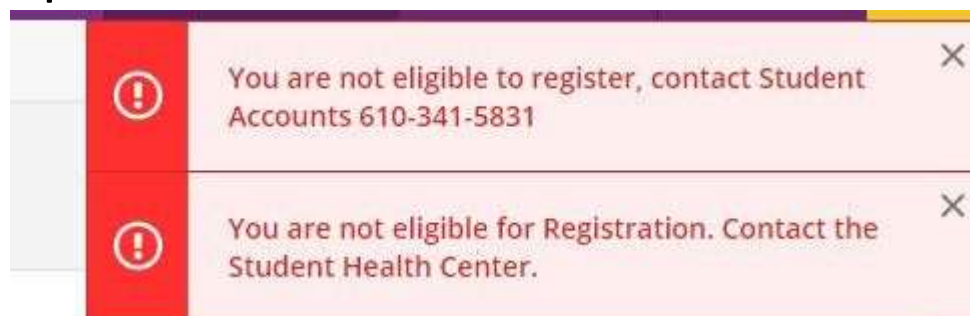 You are not eligible to register, contact Student
Accounts 610-341-5831
You are not eligible for Registration. Contact the
Student Health Center.